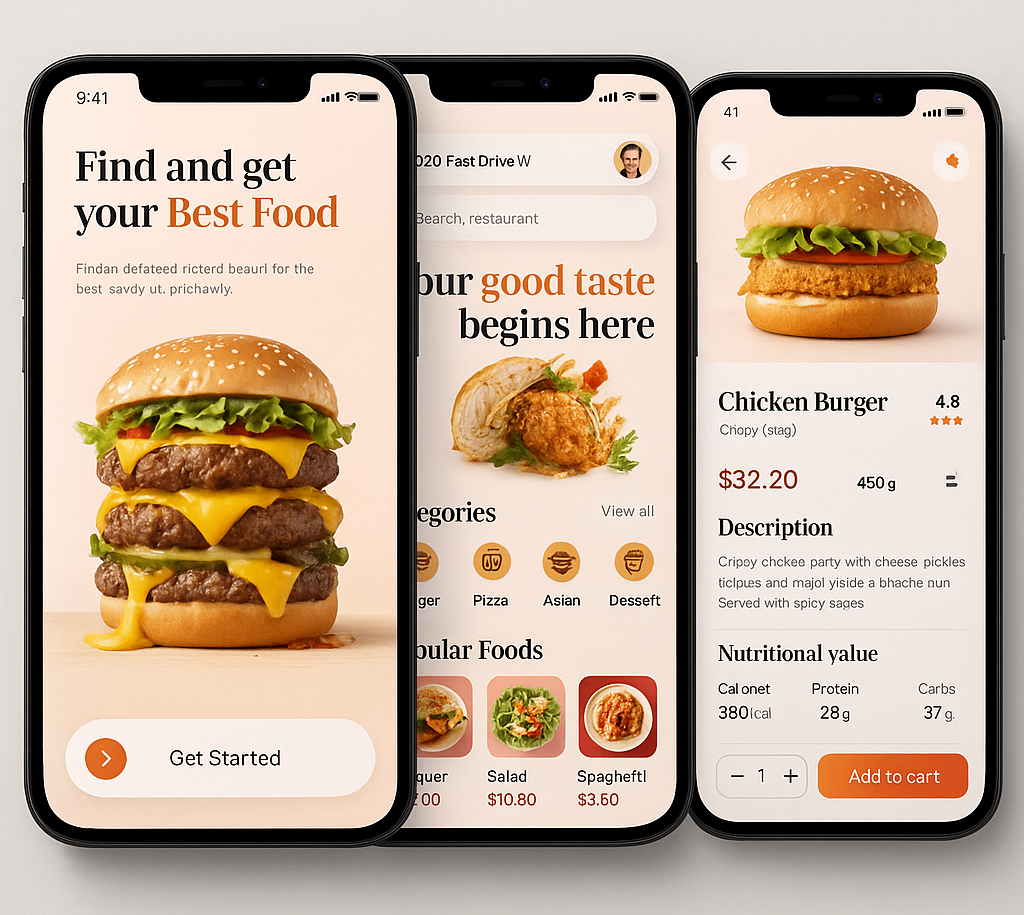 9:41
Find and get
your Best Food
Findan defateed ricterd beaurl for the
best savdy ut. prichawly.
Get Started
020 Fast Drive W
Bearch, restaurant
our good taste
begins here
egories
View all
ger
Pizza
Asian
Desseft
pular Foods
quer
Salad
Spagheftl
00
$10.80
$3.50
41
Chicken Burger
4.8
Chopy (stag)
$32.20
450 g
Description
Cripoy chckee party with cheese pickles
ticlpues and majol yiside a bhache nun
Served with spicy sages
Nutritional yalue
Cal onet
Protein
Carbs
380 lcal
28 g
37 g.
1
Add to cart